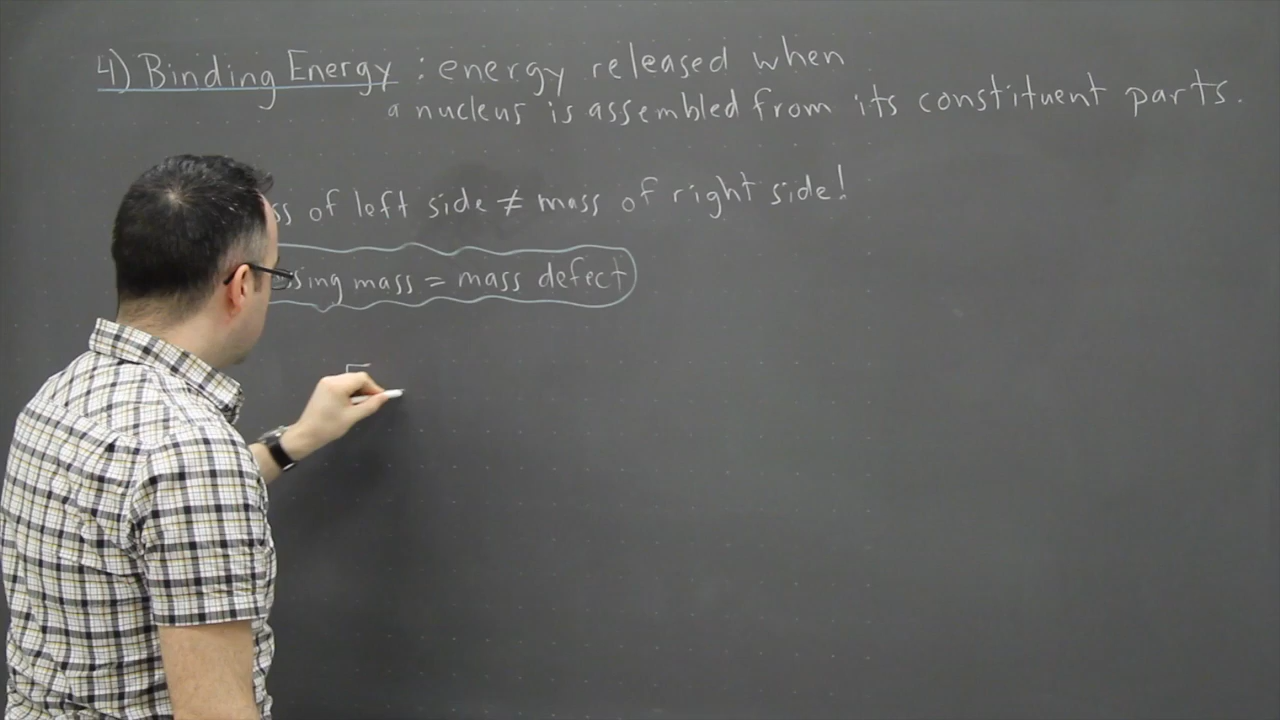 4) Binding Energy : energy released when
a nucleus is assembled from its constituent parts.
of left side ≠ mass of right side!
mass = mass defect